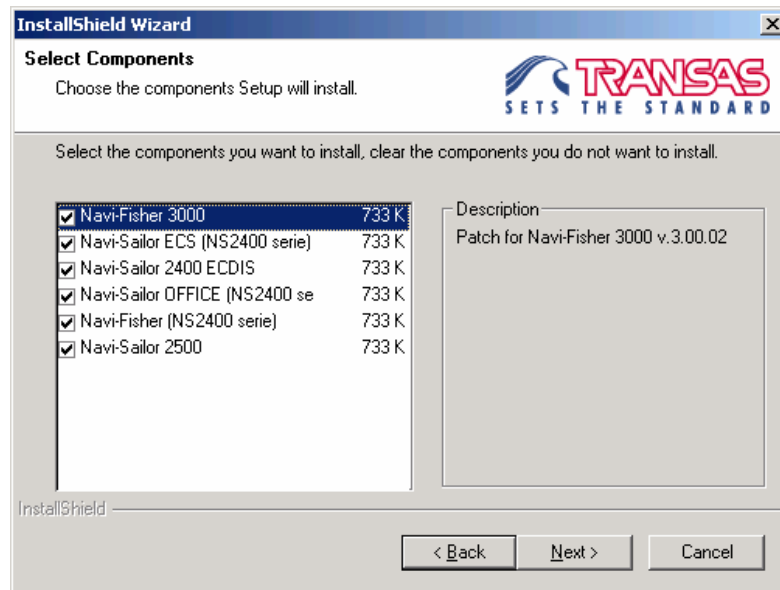 InstallShield Wizard
Select Components
Choose the components Setup will install.
TRANSAS
SETS THE STANDARD
Select the components you want to install, clear the components you do not want to install.
Navi-Fisher 3000 733 K
Navi-Sailor ECS (NS2400 serie) 733 K
Navi-Sailor 2400 ECDIS 733 K
Navi-Sailor OFFICE (NS2400 se 733 K
Navi-Fisher (NS2400 serie) 733 K
Navi-Sailor 2500 733 K
Description
Patch for Navi-Fisher 3000 v.3.00.02
InstallShield
< Back Next > Cancel